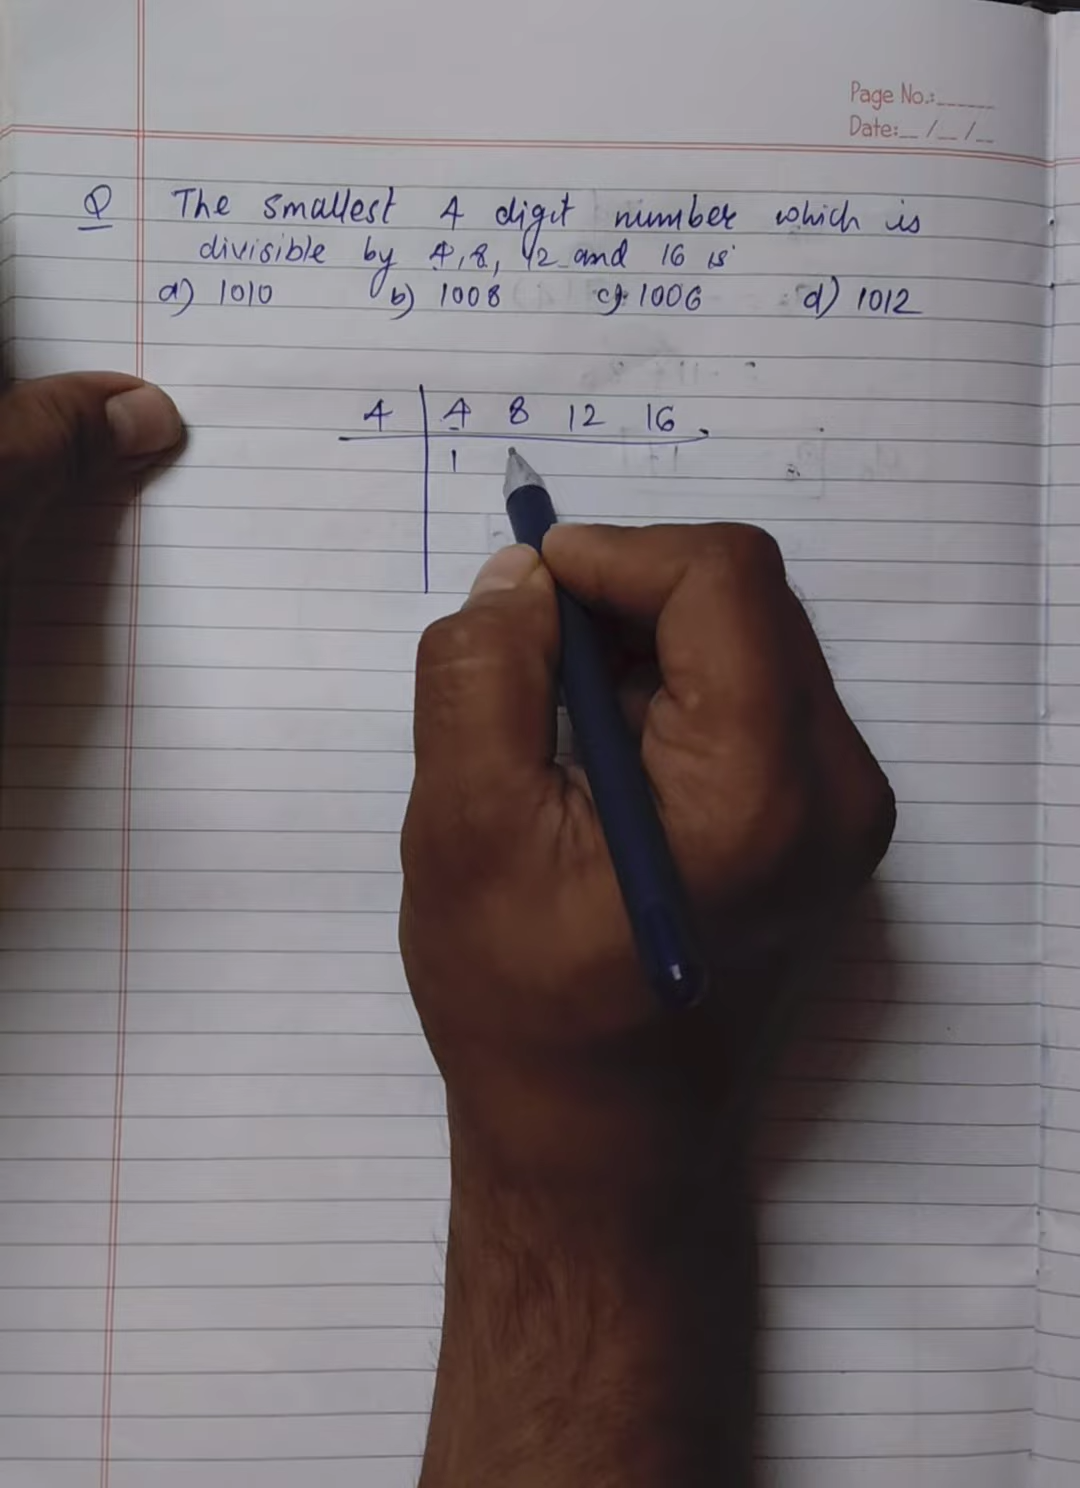 Page No.:
Date: / /
Q The smallest 4 digit number which is
divisible by 4, 8, 12 and 16 is
a) 1010 b) 1008 c) 1006 d) 1012
4 4 8 12 16
1